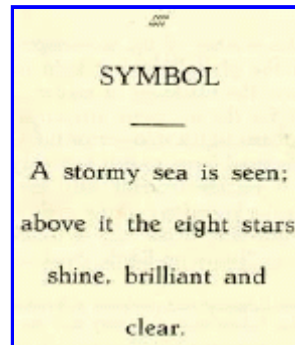 SYMBOL
A stormy sea is seen;
above it the eight stars
shine, brilliant and
clear.